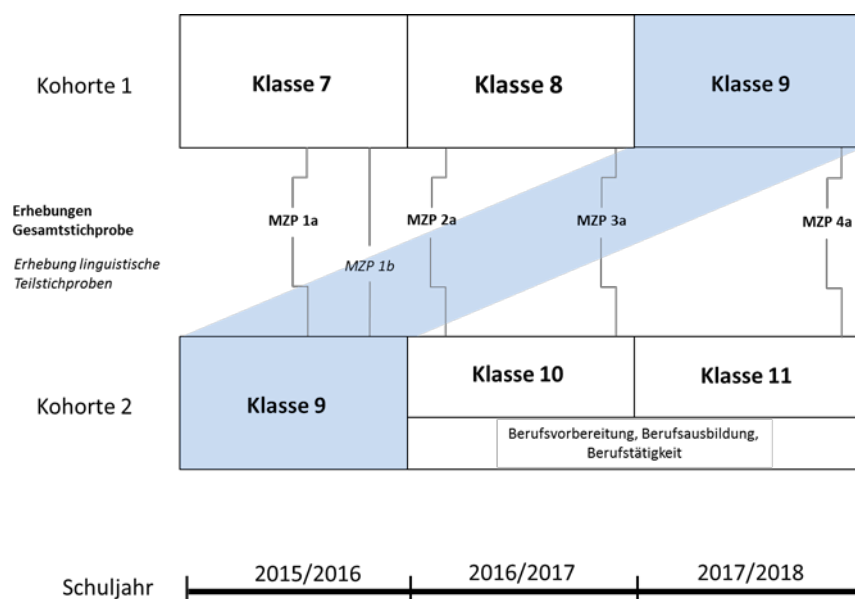 Kohorte 1
Klasse 7
Klasse 8
Klasse 9
Erhebungen
Gesamtstichprobe
Erhebung linguistische
Teilstichproben
MZP 1a
MZP 1b
MZP 2a
MZP 3a
MZP 4a
Kohorte 2
Klasse 9
Klasse 10
Klasse 11
Berufsvorbereitung, Berufsausbildung,
Berufstätigkeit
Schuljahr
2015/2016
2016/2017
2017/2018